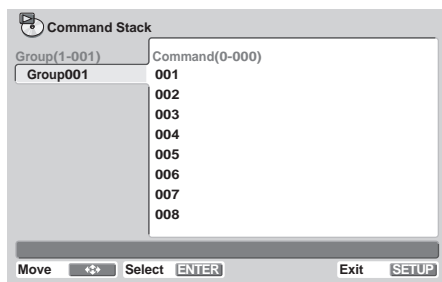 Command Stack
Group(1-001)
Group001
Command(0-000)
001
002
003
004
005
006
007
008
Move Select ENTER Exit SETUP